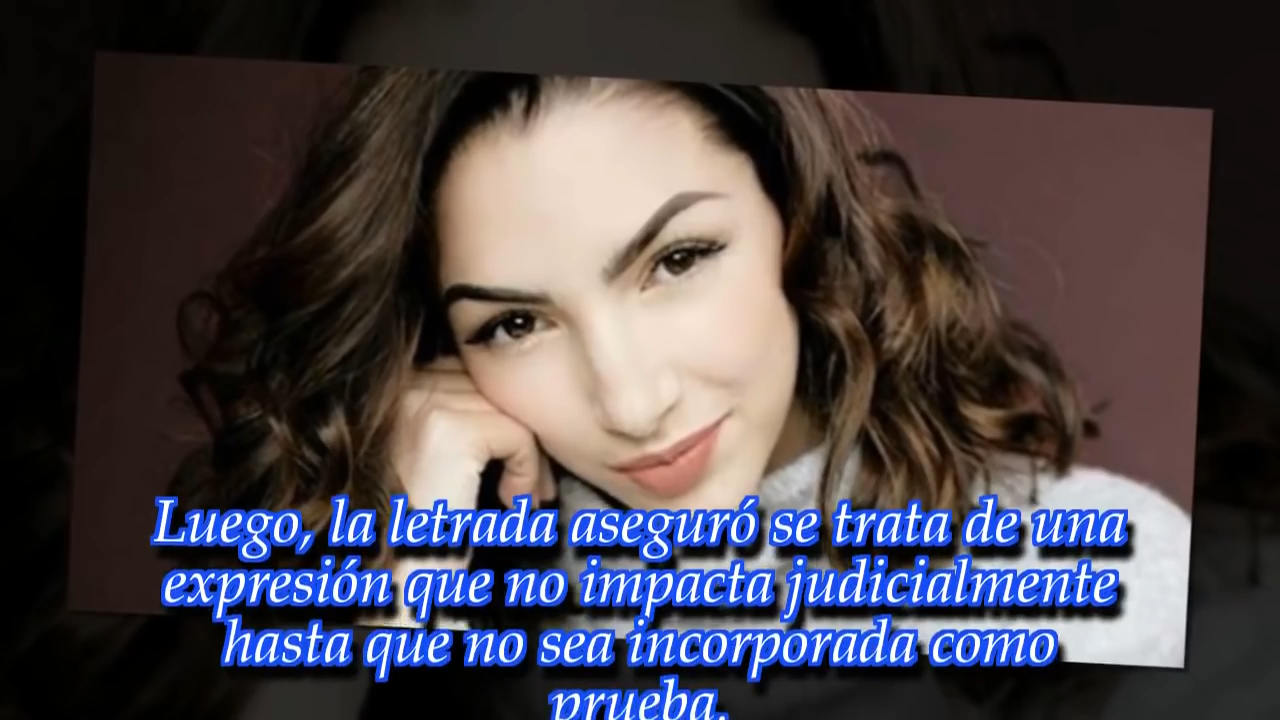 Luego, la letrada aseguró se trata de una
expresión que no impacta judicialmente
hasta que no sea incorporada como
prueba.